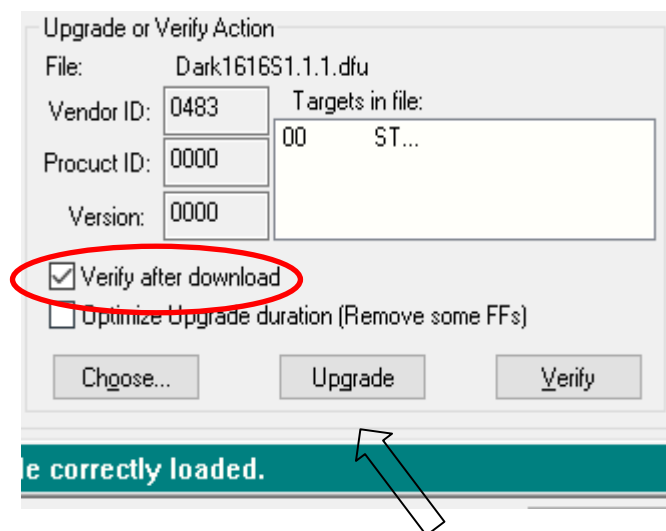 Upgrade or Verify Action
File: Dark1616S1.1.1.dfu
Vendor ID: 0483 Targets in file:
00 ST...
Procuct ID: 0000
Version: 0000
Verify after download
Optimize Upgrade duration (Remove some FFs)
Choose... Upgrade Verify
le correctly loaded.